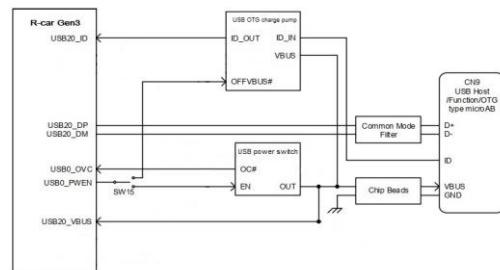 R-car Gen3
USB20_ID
USB20_DP
USB20_DM
USB0_OVC
USB0_PWEN
SW15
USB20_VBUS
USB OTG charge pump
ID_OUT
ID_IN
VBUS
OFFVBUS#
USB power switch
OC#
EN
OUT
Common Mode
Filter
Chip Beads
CN9
USB Host
/Function/OTG
type microAB
D+
D-
ID
VBUS
GND